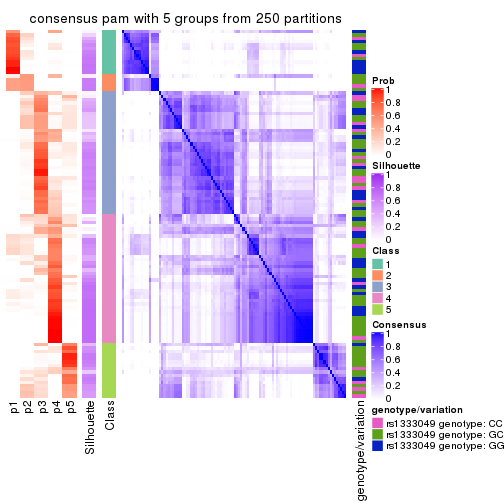 consensus pam with 5 groups from 250 partitions
Prob
1
0.8
0.6
0.4
0.2
0
Silhouette
1
0.8
0.6
0.4
0.2
0
Class
1
2
3
4
5
Consensus
1
0.8
0.6
0.4
0.2
0
genotype/variation
rs1333049 genotype: CC
rs1333049 genotype: GC
rs1333049 genotype: GG
p1
p2
p3
p4
p5
Silhouette
Class
genotype/variation